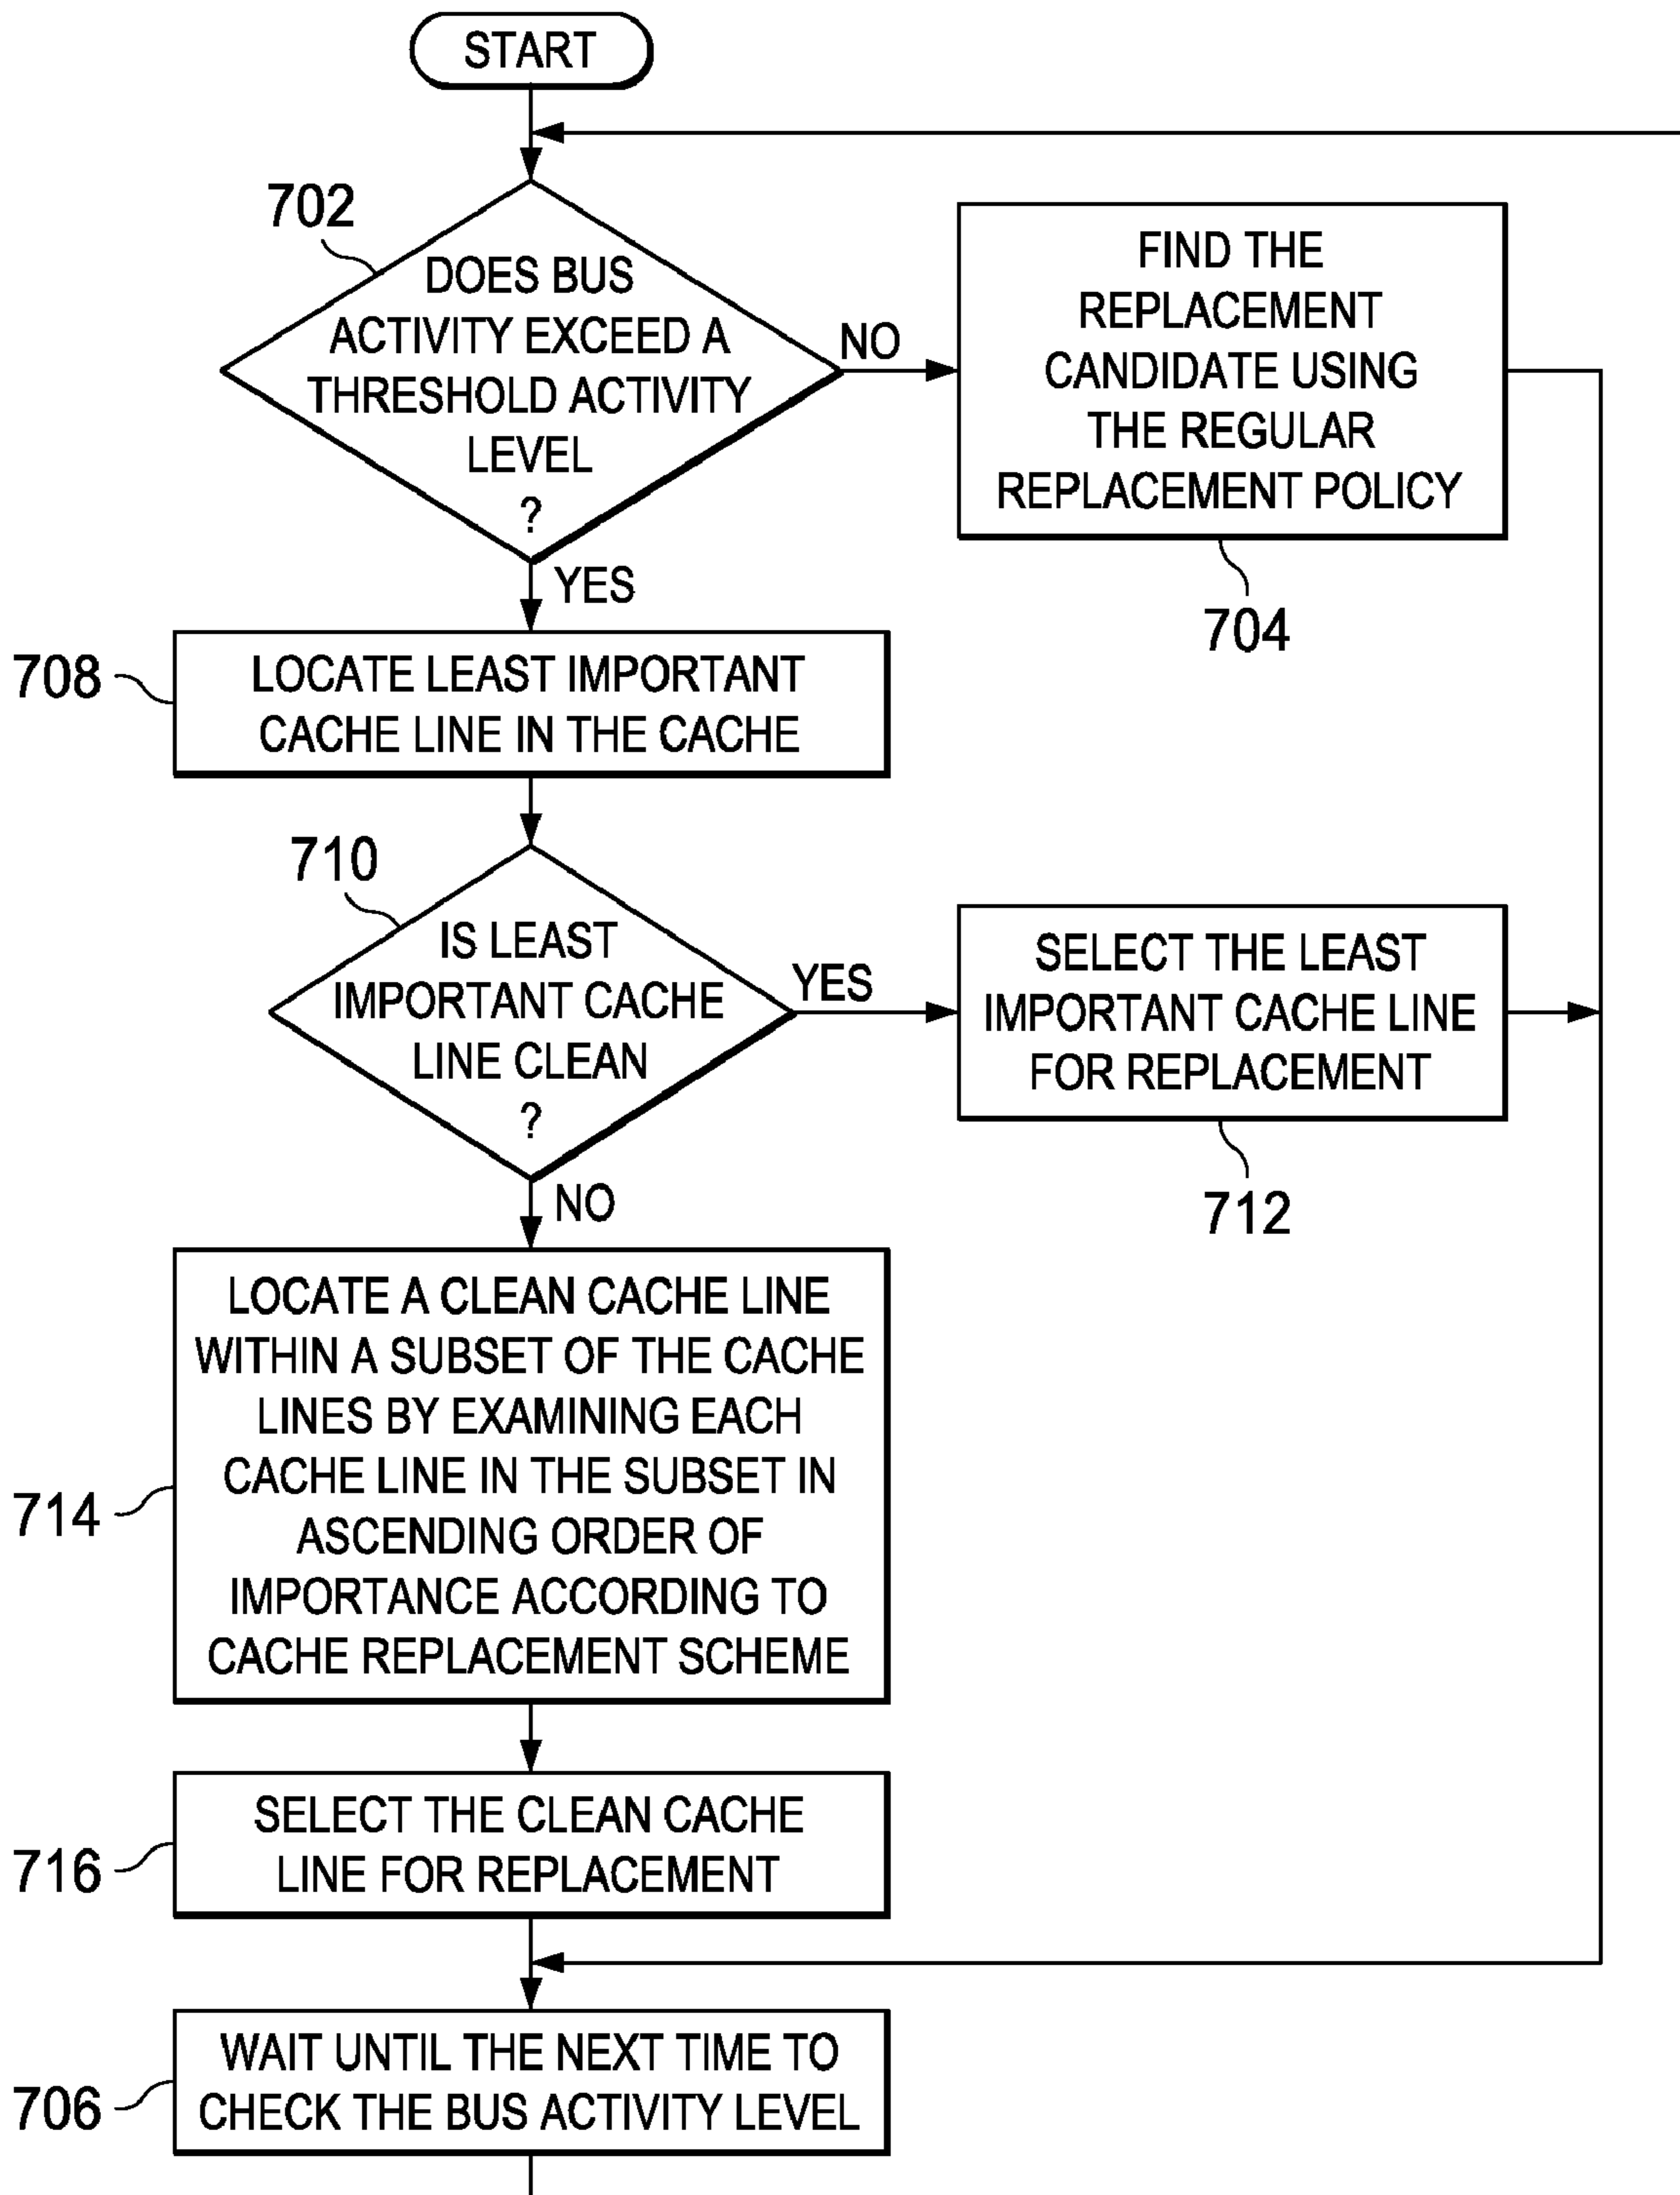 START
702
DOES BUS
ACTIVITY EXCEED A
THRESHOLD ACTIVITY
LEVEL
?
NO
YES
FIND THE
REPLACEMENT
CANDIDATE USING
THE REGULAR
REPLACEMENT POLICY
704
708
LOCATE LEAST IMPORTANT
CACHE LINE IN THE CACHE
710
IS LEAST
IMPORTANT CACHE
LINE CLEAN
?
YES
NO
SELECT THE LEAST
IMPORTANT CACHE LINE
FOR REPLACEMENT
712
714
LOCATE A CLEAN CACHE LINE
WITHIN A SUBSET OF THE CACHE
LINES BY EXAMINING EACH
CACHE LINE IN THE SUBSET IN
ASCENDING ORDER OF
IMPORTANCE ACCORDING TO
CACHE REPLACEMENT SCHEME
716
SELECT THE CLEAN CACHE
LINE FOR REPLACEMENT
706
WAIT UNTIL THE NEXT TIME TO
CHECK THE BUS ACTIVITY LEVEL